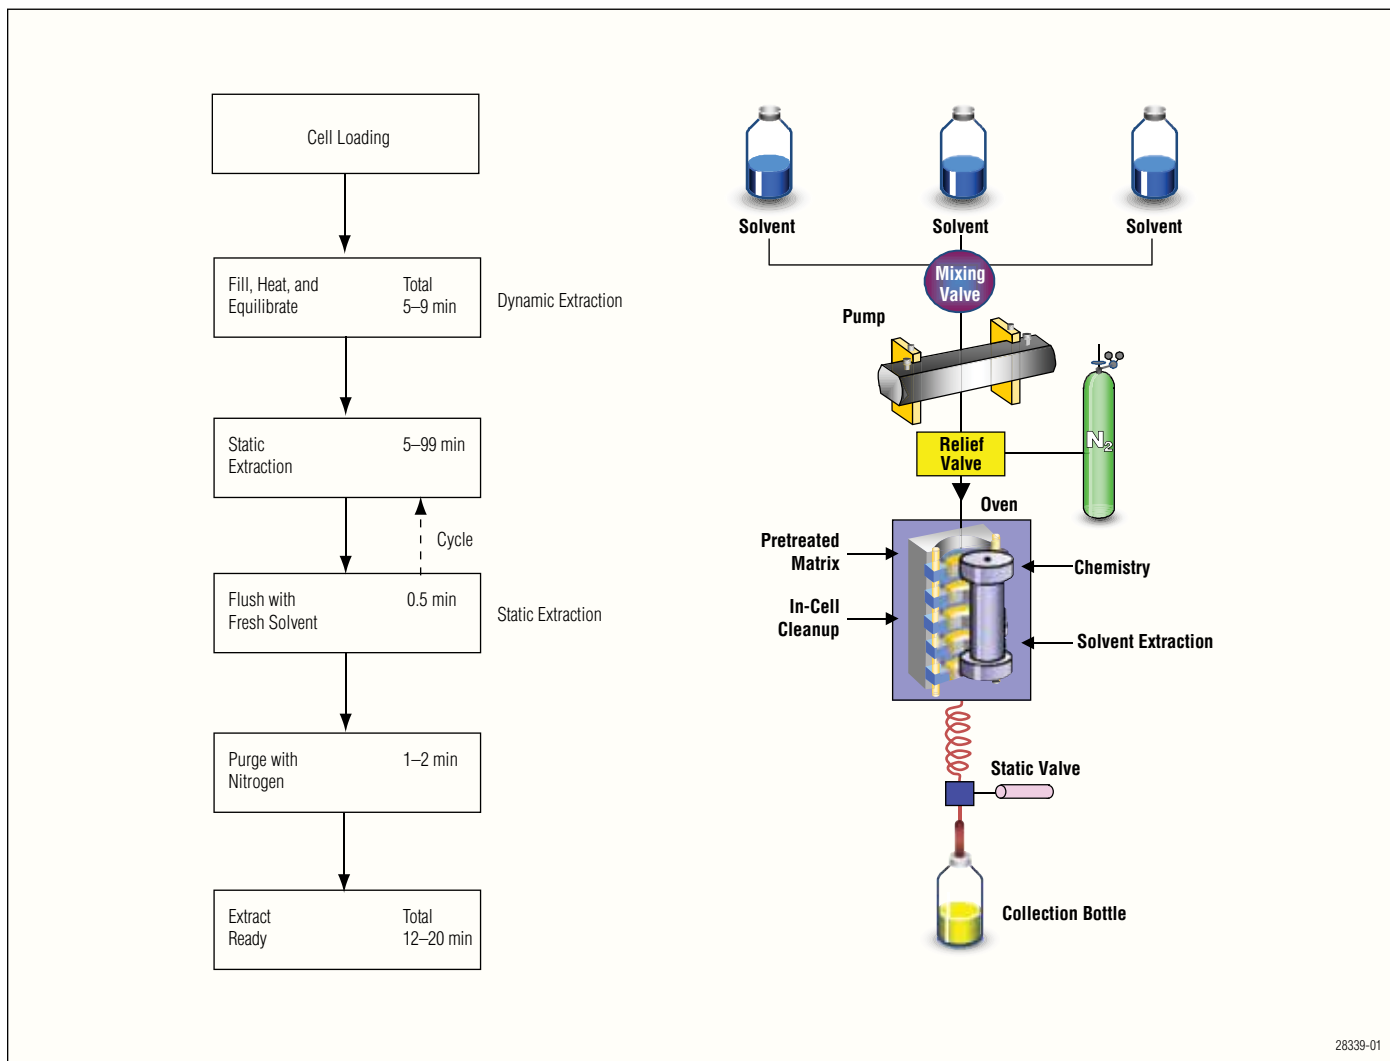 Cell Loading
Fill, Heat, and
Equilibrate
Total
5–9 min
Dynamic Extraction
Static
Extraction
5–99 min
Cycle
Flush with
Fresh Solvent
0.5 min
Static Extraction
Purge with
Nitrogen
1–2 min
Extract
Ready
Total
12–20 min
Solvent
Solvent
Solvent
Mixing
Valve
Pump
Relief
Valve
N2
Oven
Pretreated
Matrix
Chemistry
In-Cell
Cleanup
Solvent Extraction
Static Valve
Collection Bottle
28339-01